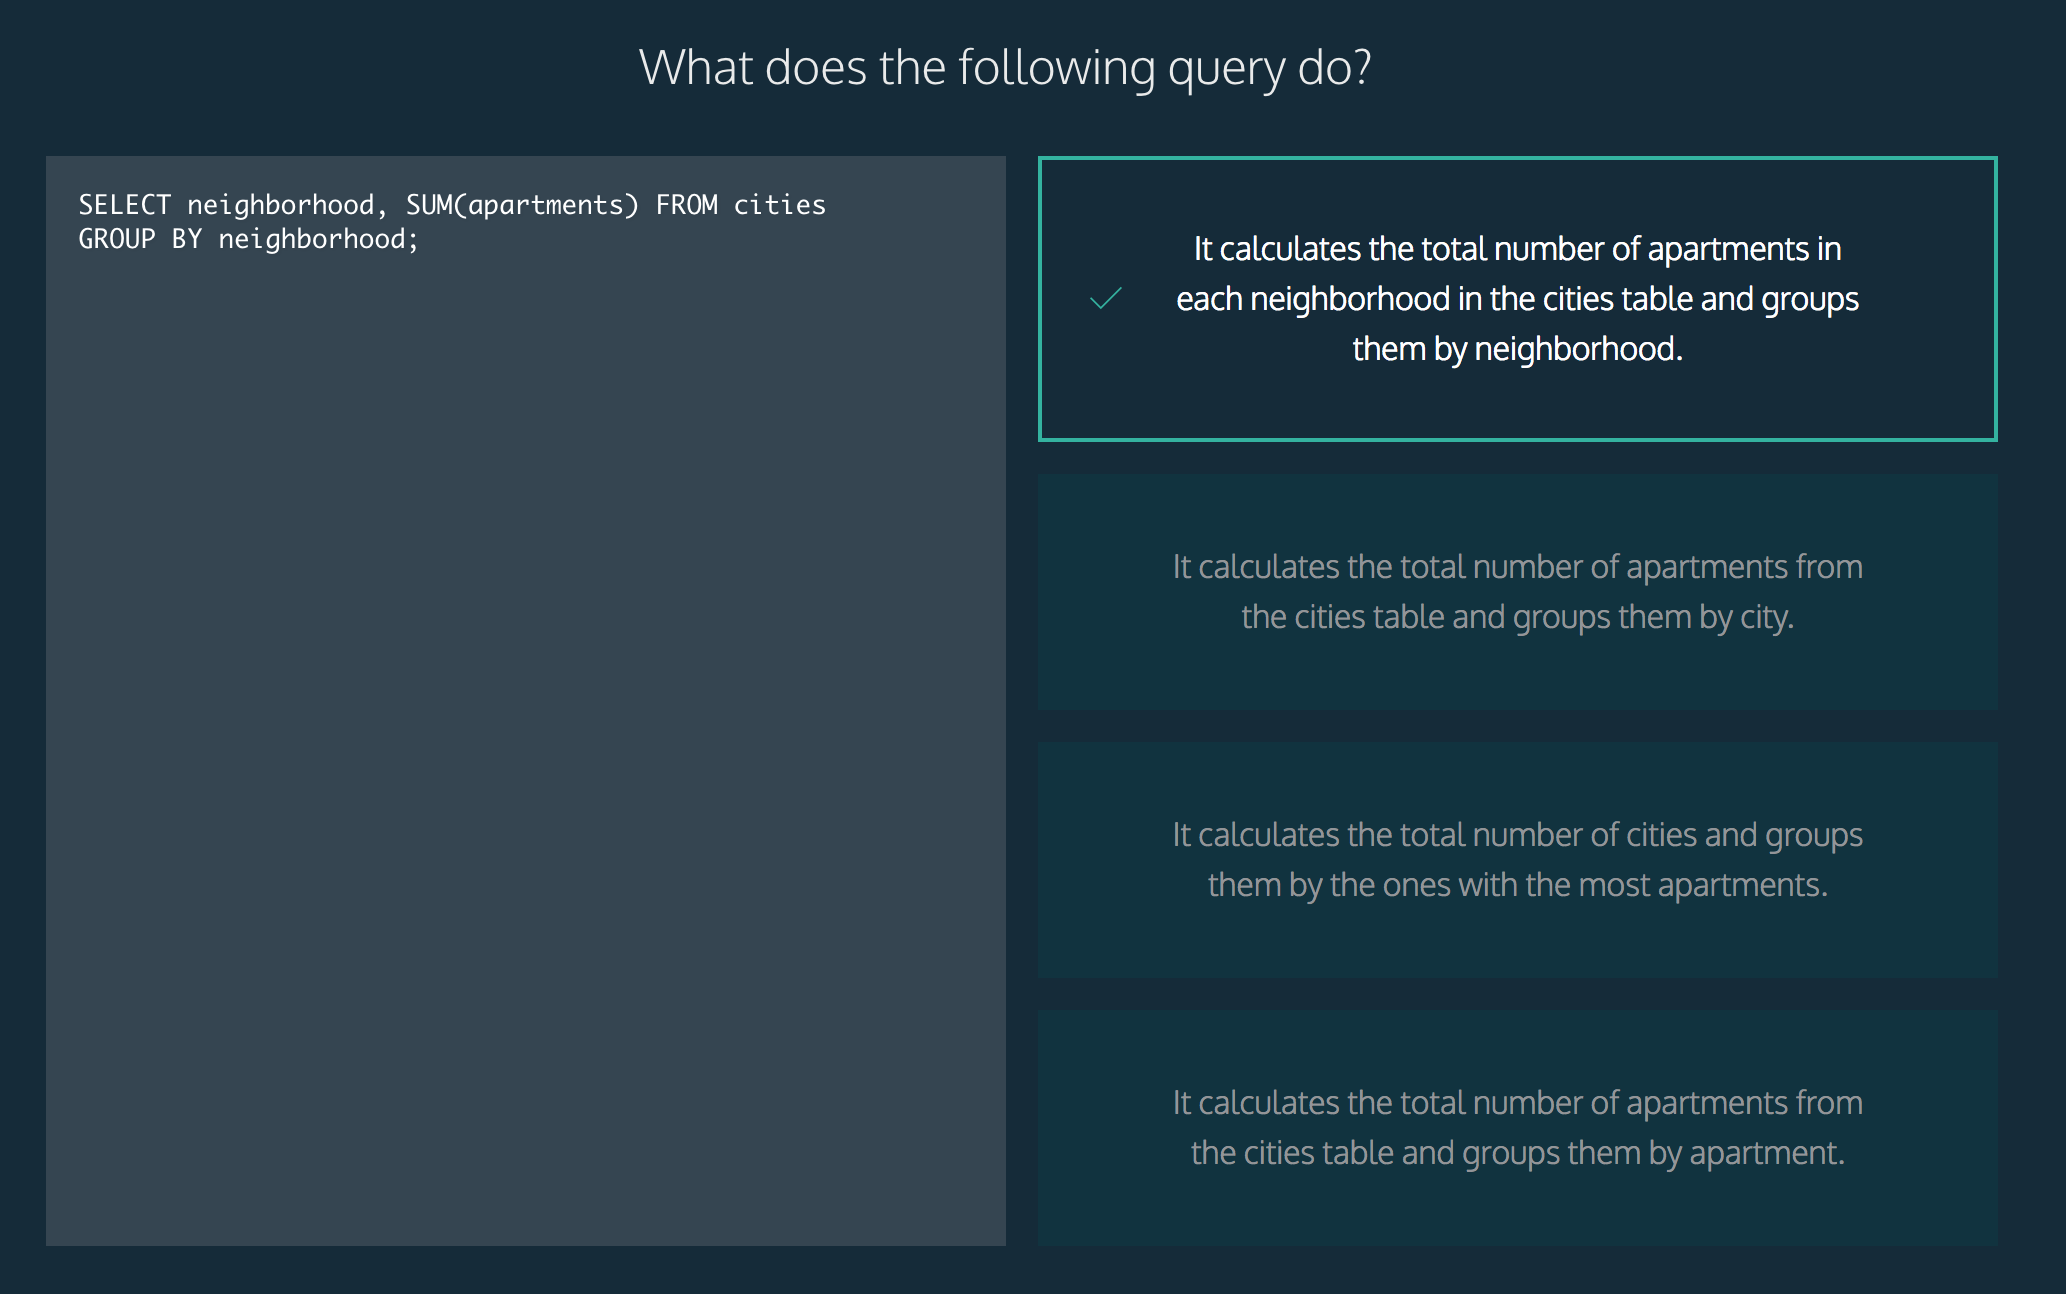 What does the following query do?
SELECT neighborhood, SUM(apartments) FROM cities
GROUP BY neighborhood;
It calculates the total number of apartments in
each neighborhood in the cities table and groups
them by neighborhood.
It calculates the total number of apartments from
the cities table and groups them by city.
It calculates the total number of cities and groups
them by the ones with the most apartments.
It calculates the total number of apartments from
the cities table and groups them by apartment.